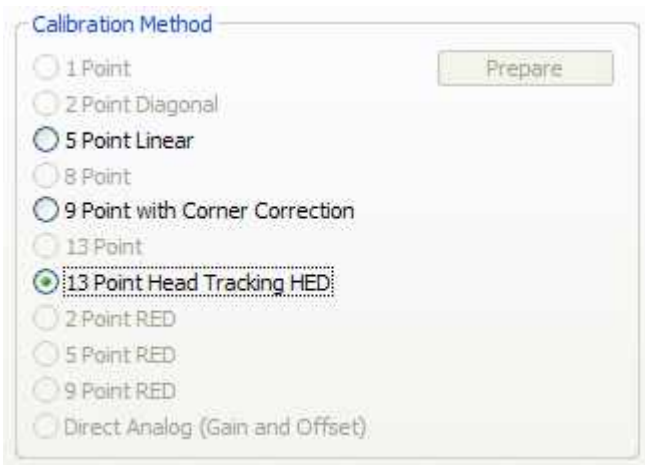 Calibration Method
1 Point
Prepare
2 Point Diagonal
5 Point Linear
8 Point
9 Point with Corner Correction
13 Point
13 Point Head Tracking HED
2 Point RED
5 Point RED
9 Point RED
Direct Analog (Gain and Offset)